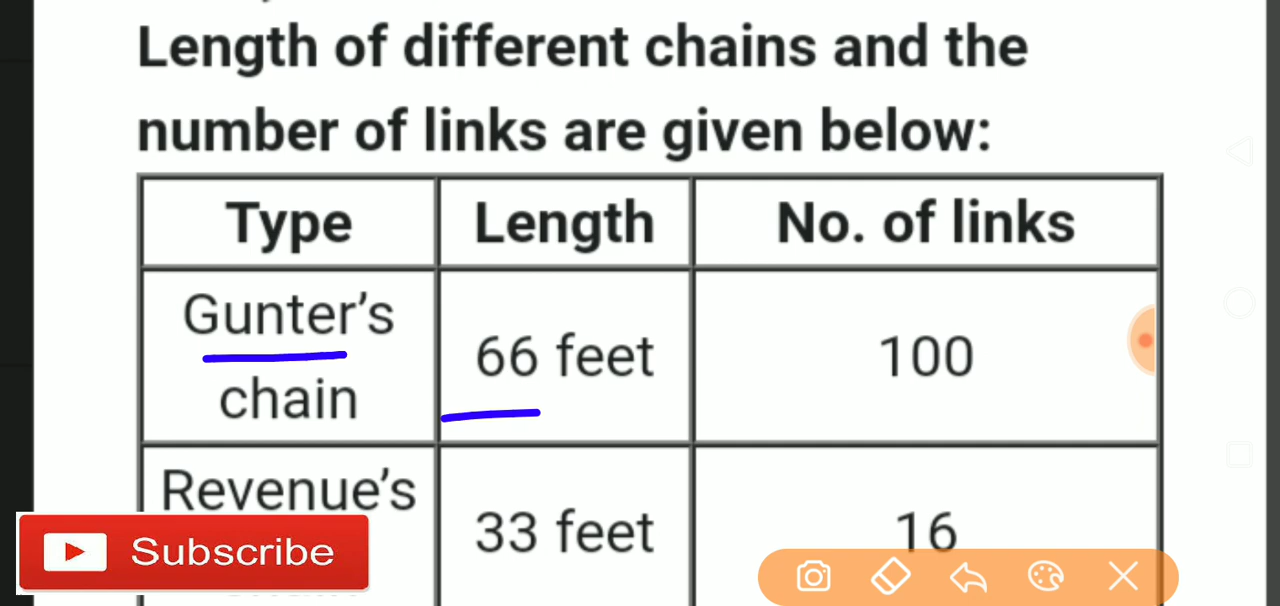 Length of different chains and the
number of links are given below:
Type Length No. of links
Gunter's
chain
66 feet 100
Revenue's
33 feet 16
Subscribe